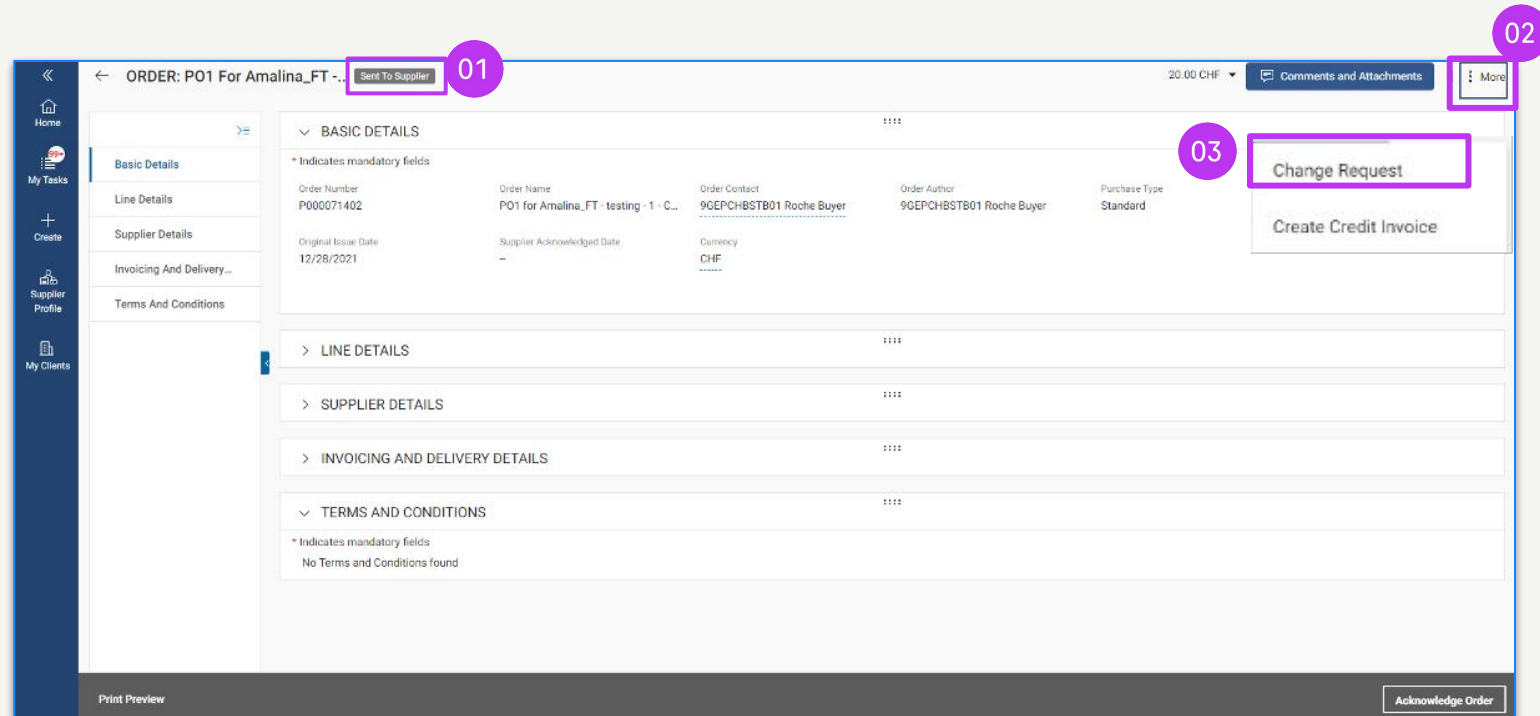 02
ORDER: PO1 For Amalina_FT -... Sent To Supplier 01 20.00 CHF Comments and Attachments More
Home
99+
My Tasks
Create
Supplier
Profile
My Clients
Basic Details
Line Details
Supplier Details
Invoicing And Delivery...
Terms And Conditions
BASIC DETAILS
* Indicates mandatory fields
Order Number Order Name Order Contact Order Author Purchase Type
P000071402 PO1 for Amalina_FT - testing - 1 - C... 9GEPCHBSTB01 Roche Buyer 9GEPCHBSTB01 Roche Buyer Standard
Original Issue Date Supplier Acknowledged Date Currency
12/28/2021 – CHF
03
Change Request
Create Credit Invoice
LINE DETAILS
SUPPLIER DETAILS
INVOICING AND DELIVERY DETAILS
TERMS AND CONDITIONS
* Indicates mandatory fields
No Terms and Conditions found
Print Preview Acknowledge Order